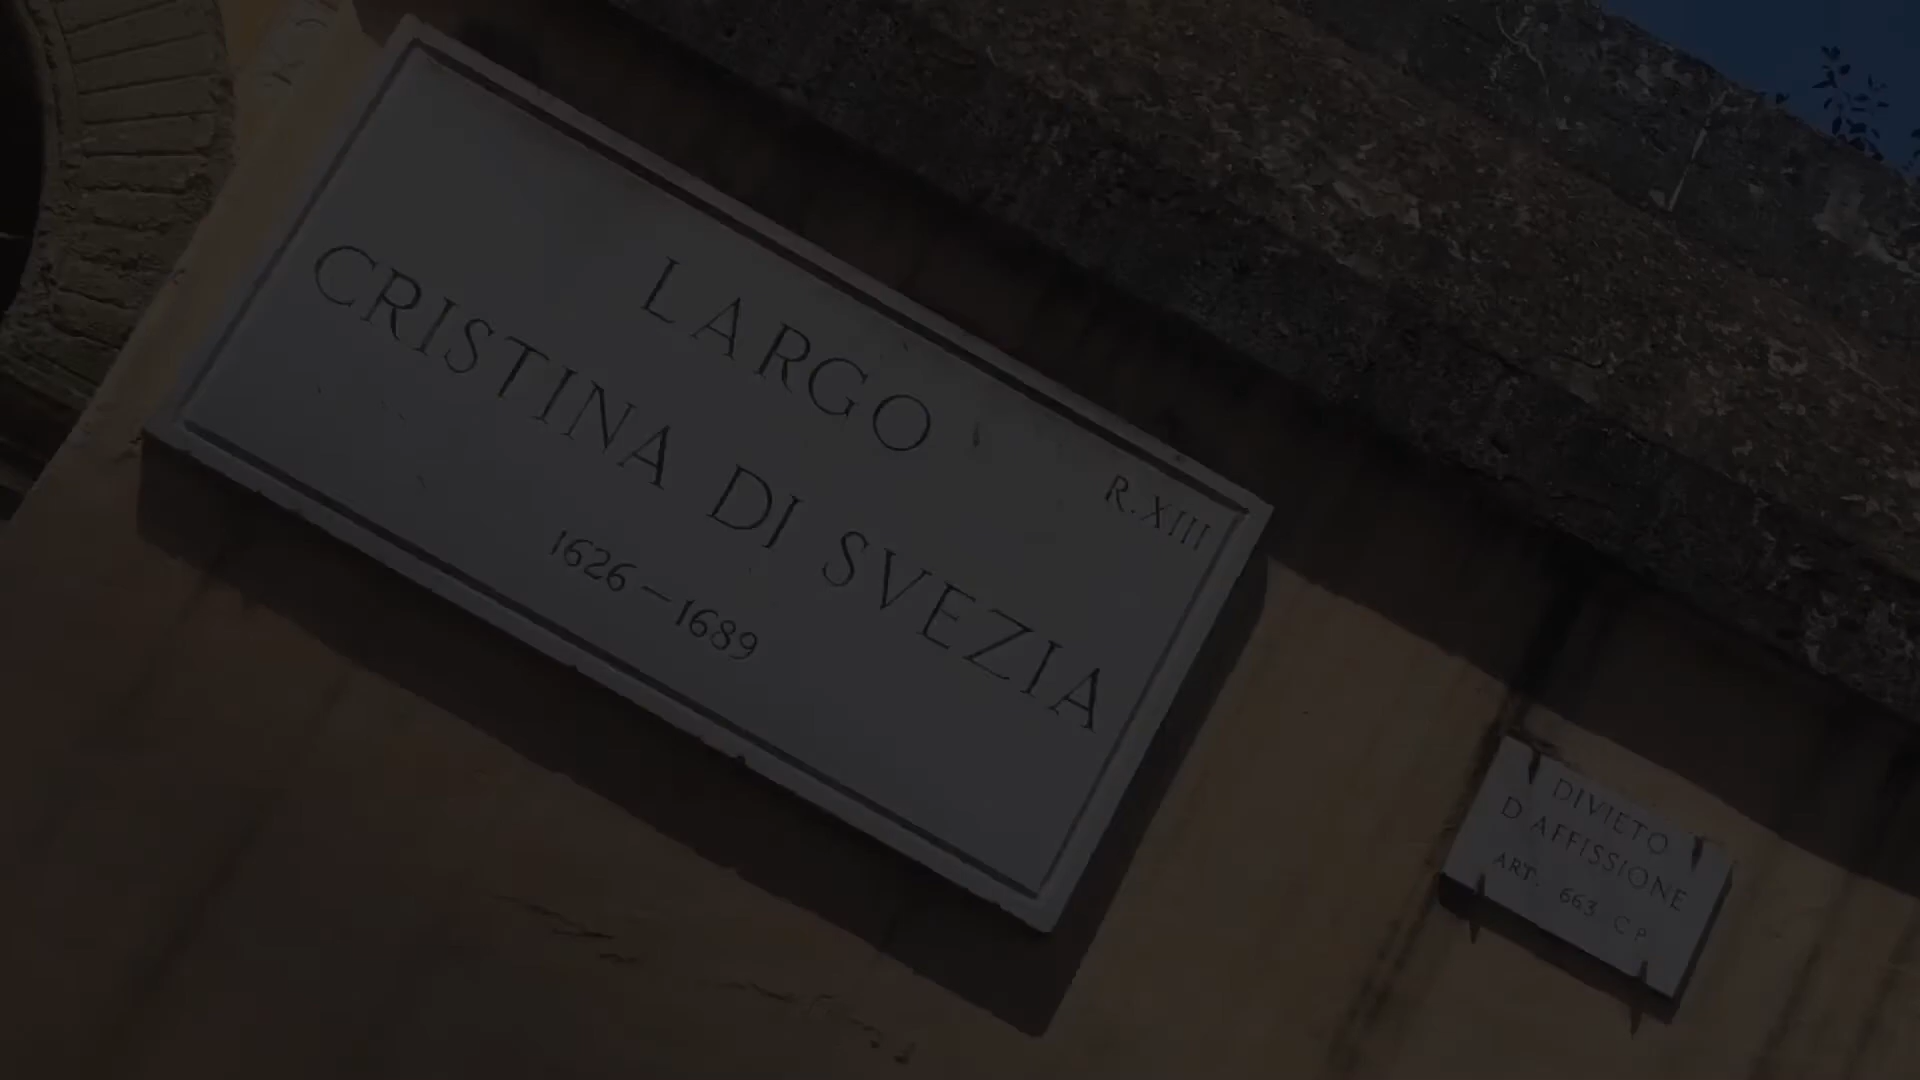 LARGO
CRISTINA DI SVEZIA
1626 – 1689
R. XIII
DIVIETO
D'AFFISSIONE
ART. 663 C P